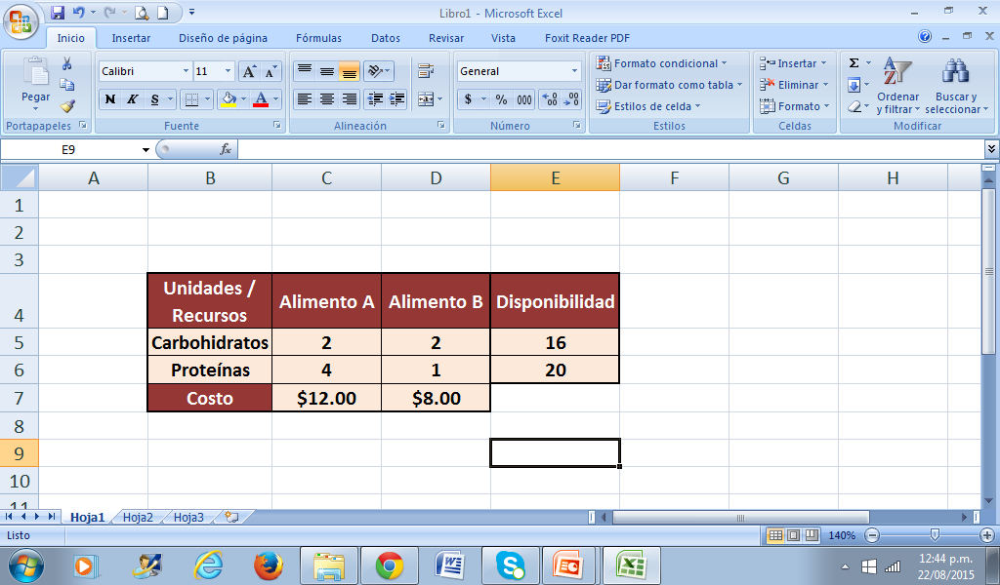 Libro1 - Microsoft Excel
Inicio Insertar Diseño de página Fórmulas Datos Revisar Vista Foxit Reader PDF
Pegar
Portapapeles
Calibri 11
N K S
Fuente
Alineación
General
$ % 000
Número
Formato condicional
Dar formato como tabla
Estilos de celda
Estilos
Insertar
Eliminar
Formato
Celdas
Σ
Ordenar y filtrar
Buscar y seleccionar
Modificar
E9 fx
A B C D E F G H
1
2
3
4 Unidades / Recursos Alimento A Alimento B Disponibilidad
5 Carbohidratos 2 2 16
6 Proteínas 4 1 20
7 Costo $12.00 $8.00
8
9
10
11
Hoja1 Hoja2 Hoja3
Listo 140%
12:44 p.m.
22/08/2015